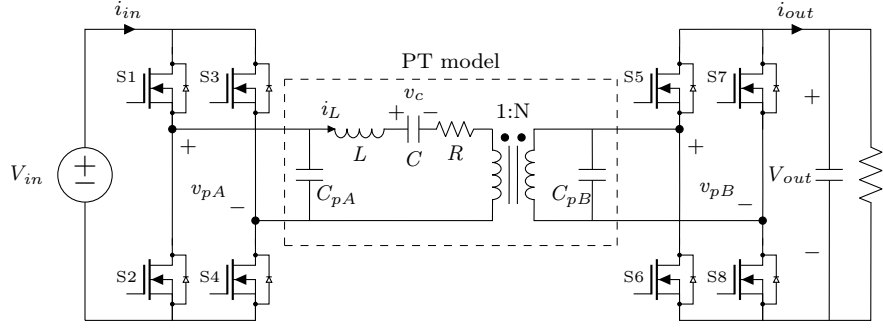 i_in
i_out
S1
S3
PT model
S5
S7
i_L
+
v_c
−
1:N
+
L
C
R
+
+
V_in
+
−
v_pA
C_pA
C_pB
v_pB
V_out
−
−
S2
S4
S6
S8
−